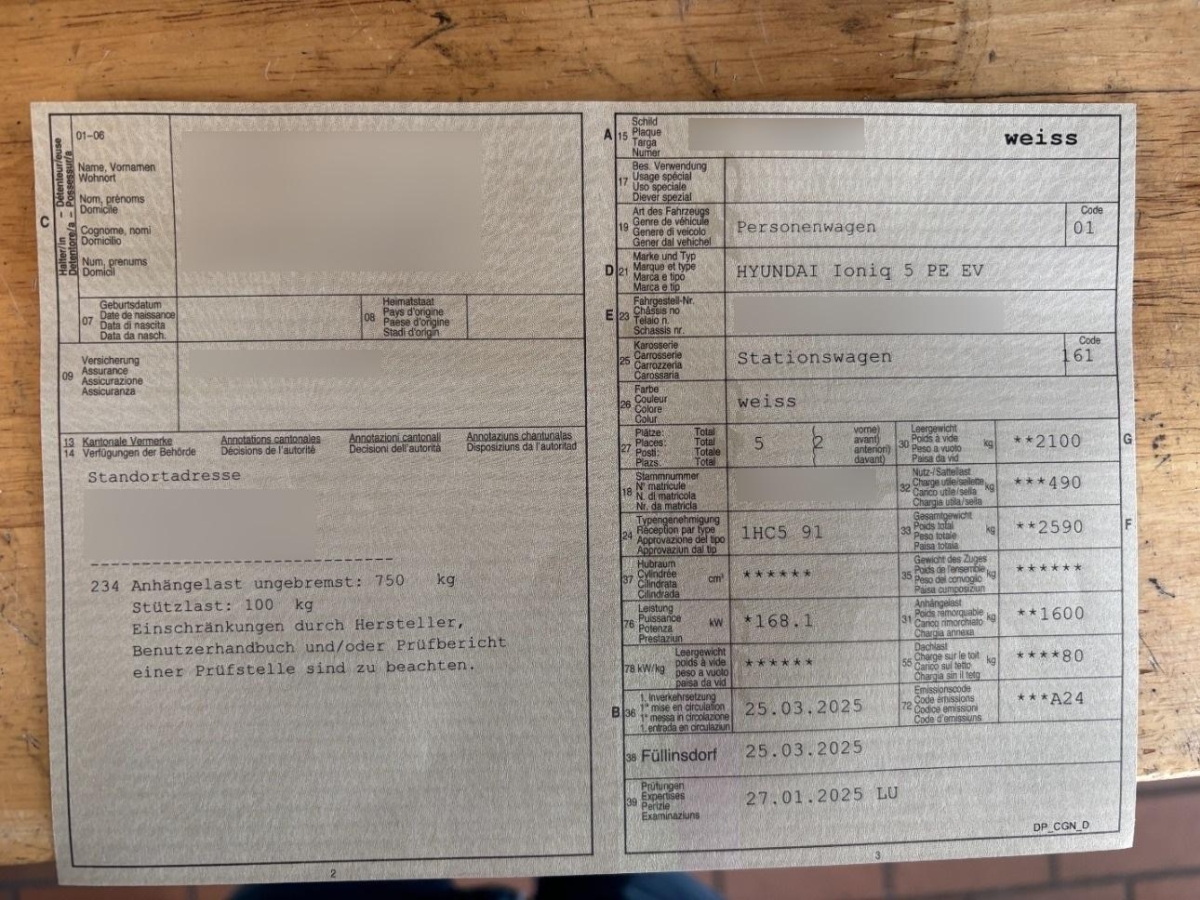 01-06
Halter/in - Détenteur/euse
Detentore/a - Possessur/a
C
Name, Vornamen
Wohnort
Nom, prénoms
Domicile
Cognome, nomi
Domicilio
Num, prenums
Domicil
07
Geburtsdatum
Date de naissance
Data di nascita
Data da nasch.
08
Heimatstaat
Pays d'origine
Paese d'origine
Stadi d'origin
09
Versicherung
Assurance
Assicurazione
Assicuranza
13 Kantonale Vermerke Annotations cantonales Annotazioni cantonali Annotaziuns chantunalas
14 Verfügungen der Behörde Décisions de l'autorité Decisioni dell'autorità Disposiziuns da l'autoritad
Standortadresse
--------------------------------
234 Anhängelast ungebremst: 750 kg
Stützlast: 100 kg
Einschränkungen durch Hersteller,
Benutzerhandbuch und/oder Prüfbericht
einer Prüfstelle sind zu beachten.
2
A 15
Schild
Plaque
Targa
Numer
weiss
17
Bes. Verwendung
Usage spécial
Uso speciale
Diever spezial
19
Art des Fahrzeugs
Genre de véhicule
Genere di veicolo
Gener dal vehichel
Personenwagen
Code
01
D 21
Marke und Typ
Marque et type
Marca e tipo
Marca e tip
HYUNDAI Ioniq 5 PE EV
E 23
Fahrgestell-Nr.
Châssis no
Telaio n.
Schassis nr.
25
Karosserie
Carrosserie
Carrozzeria
Carossaria
Stationswagen
Code
161
26
Farbe
Couleur
Colore
Colur
weiss
27
Plätze: Total
Places: Total
Posti: Totale
Plazs: Total
5 (2
vorne)
avant)
anteriori)
davant)
30
Leergewicht
Poids à vide
Peso a vuoto
Paisa da vid
kg
**2100
G
18
Stammnummer
N° matricule
N. di matricola
Nr. da matricla
32
Nutz-/Sattellast
Charge utile/sellette
Carico utile/sella
Chargia utila/sella
kg
***490
24
Typengenehmigung
Réception par type
Approvazione del tipo
Approvaziun dal tip
1HC5 91
33
Gesamtgewicht
Poids total
Peso totale
Paisa totala
kg
**2590
F
37
Hubraum
Cylindrée
Cilindrata
Cilindrada
cm³
******
35
Gewicht des Zuges
Poids de l'ensemble
Peso del convoglio
Paisa cumposiziun
kg
******
76
Leistung
Puissance
Potenza
Prestaziun
kW
*168.1
31
Anhängelast
Poids remorquable
Carico rimorchiato
Chargia annexa
kg
**1600
78 kW/kg
Leergewicht
poids à vide
peso a vuoto
paisa da vid
******
55
Dachlast
Charge sur le toit
Carico sul tetto
Chargia sin il tetg
kg
****80
B 36
1. Inverkehrsetzung
1re mise en circulation
1a messa in circolazione
1. entrada en circulaziun
25.03.2025
72
Emissionscode
Code émissions
Codice emissioni
Code d'emissiuns
***A24
38 Füllinsdorf
25.03.2025
39
Prüfungen
Expertises
Perizie
Examinaziuns
27.01.2025 LU
DP_CGN_D
3